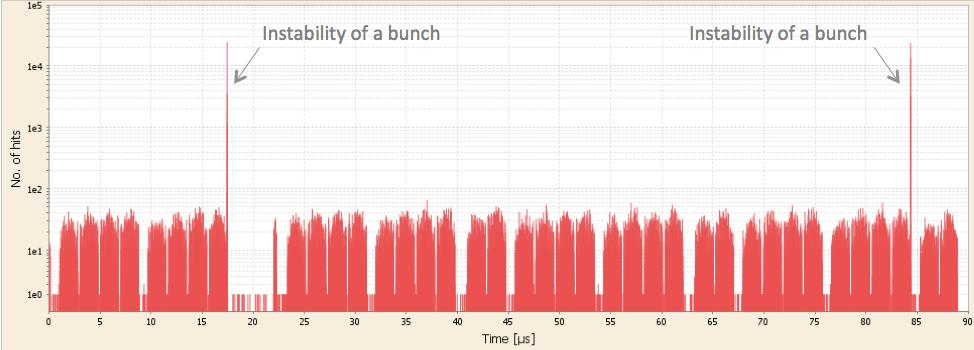 1e5
Instability of a bunch
Instability of a bunch
1e4
1e3
No. of hits
1e2
1e1
1e0
0 5 10 15 20 25 30 35 40 45 50 55 60 65 70 75 80 85 90
Time [µs]